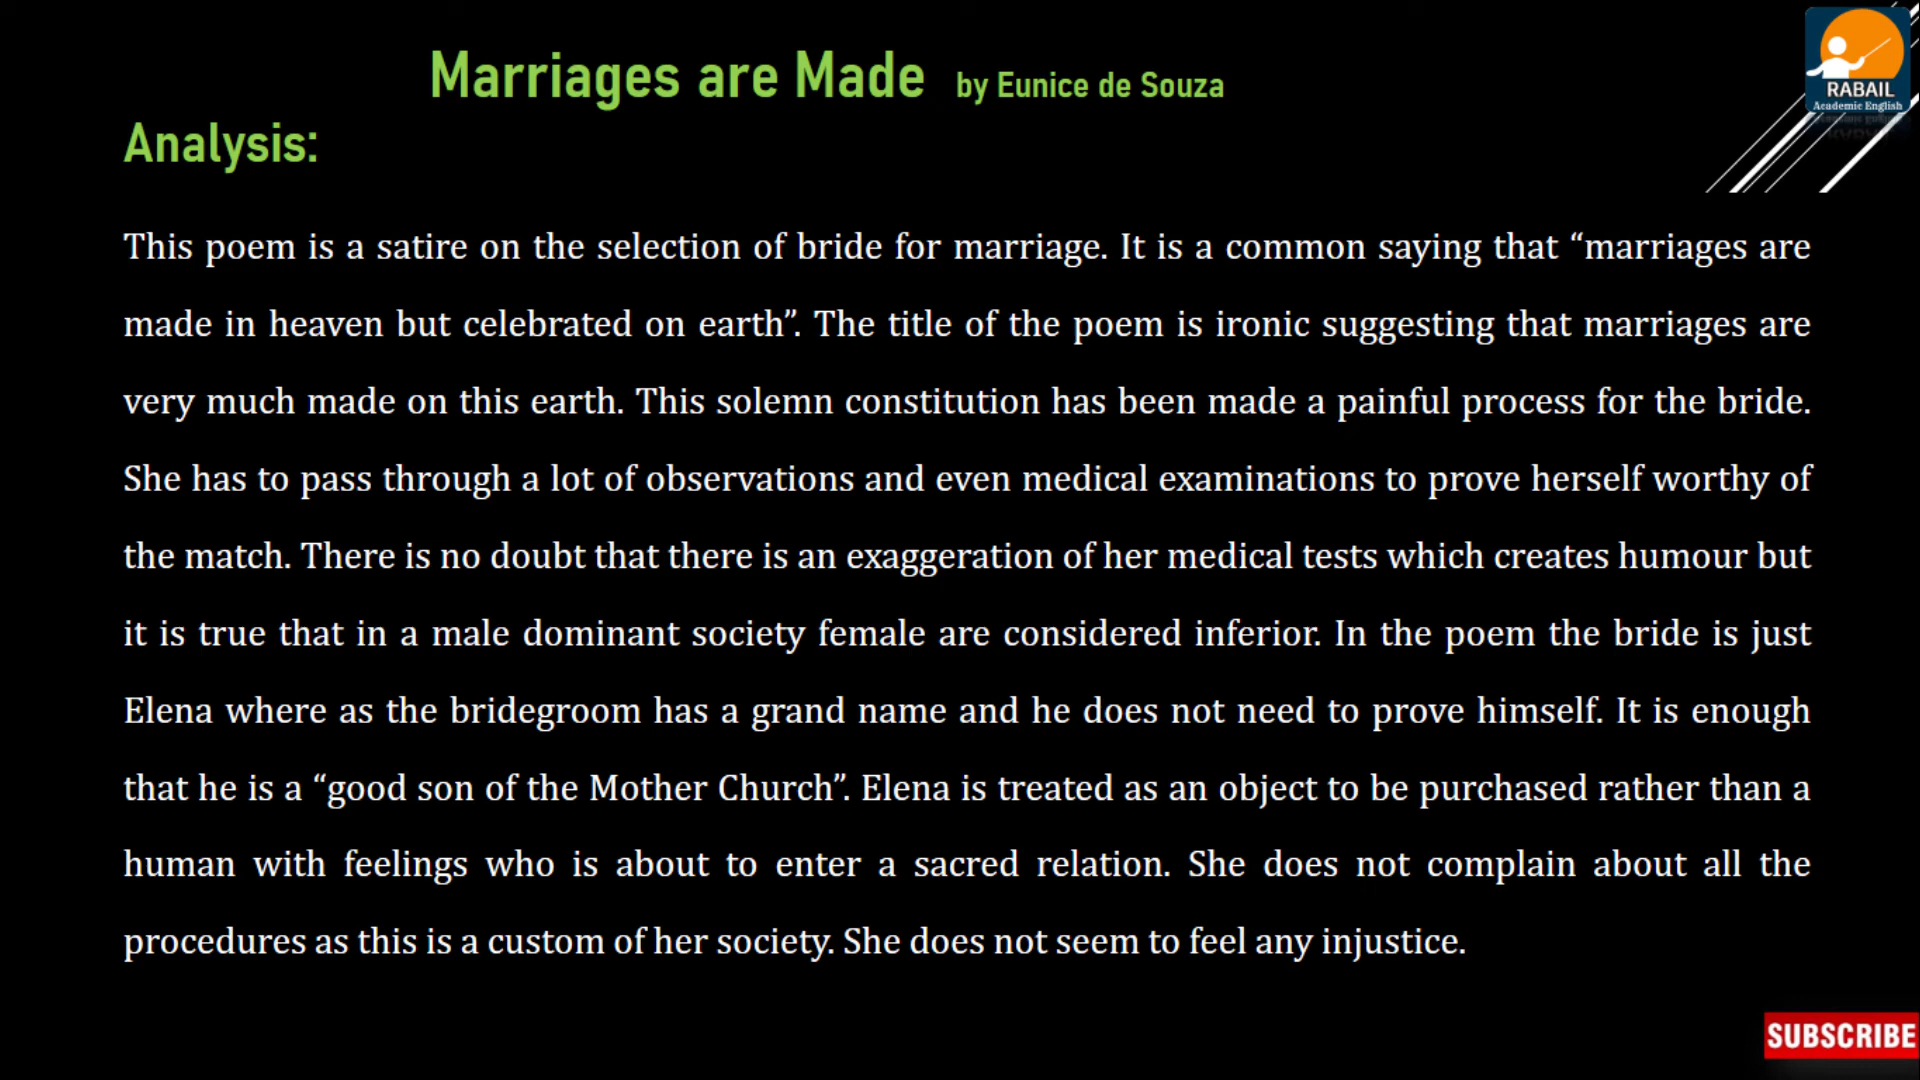 Marriages are Made by Eunice de Souza
RABAIL
Academic English
Analysis:
This poem is a satire on the selection of bride for marriage. It is a common saying that “marriages are
made in heaven but celebrated on earth”. The title of the poem is ironic suggesting that marriages are
very much made on this earth. This solemn constitution has been made a painful process for the bride.
She has to pass through a lot of observations and even medical examinations to prove herself worthy of
the match. There is no doubt that there is an exaggeration of her medical tests which creates humour but
it is true that in a male dominant society female are considered inferior. In the poem the bride is just
Elena where as the bridegroom has a grand name and he does not need to prove himself. It is enough
that he is a “good son of the Mother Church”. Elena is treated as an object to be purchased rather than a
human with feelings who is about to enter a sacred relation. She does not complain about all the
procedures as this is a custom of her society. She does not seem to feel any injustice.
SUBSCRIBE